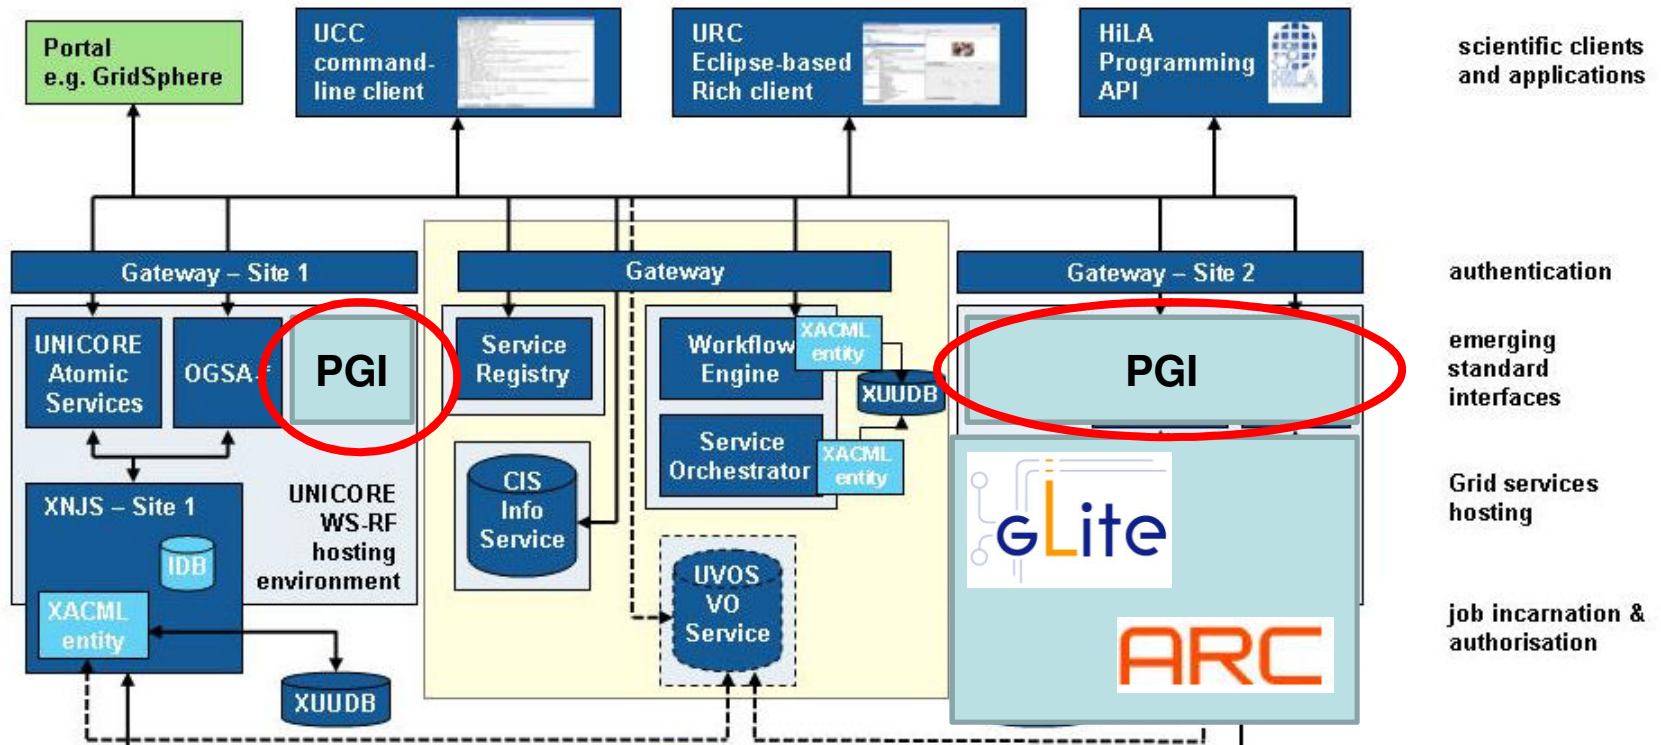 Portal
e.g. GridSphere
UCC
command-
line client
URC
Eclipse-based
Rich client
HiLA
Programming
API
HiLA
scientific clients
and applications
Gateway – Site 1
Gateway
Gateway – Site 2
authentication
UNICORE
Atomic
Services
OGSA-
PGI
Service
Registry
Workflow
Engine
XACML
entity
XUUDB
PGI
emerging
standard
interfaces
Service
Orchestrator
XACML
entity
CIS
Info
Service
XNJS – Site 1
IDB
UNICORE
WS-RF
hosting
environment
gLite
Grid services
hosting
XACML
entity
UVOS
VO
Service
ARC
job incarnation &
authorisation
XUUDB